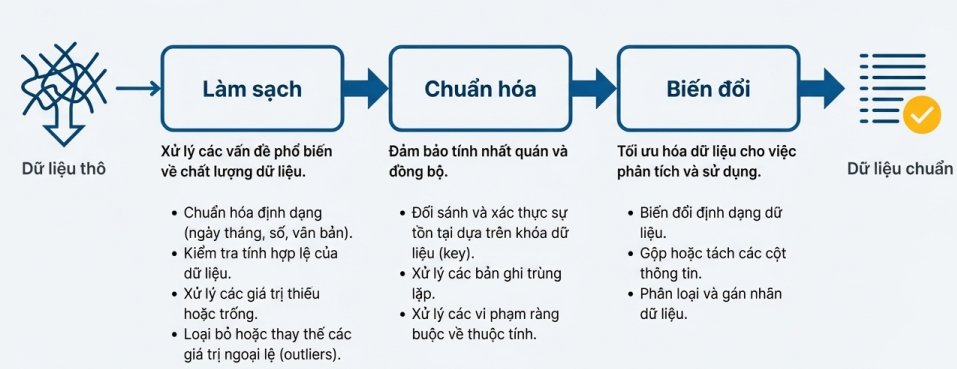 Dữ liệu thô
Làm sạch
Xử lý các vấn đề phổ biến
về chất lượng dữ liệu.
• Chuẩn hóa định dạng
(ngày tháng, số, văn bản).
• Kiểm tra tính hợp lệ của
dữ liệu.
• Xử lý các giá trị thiếu
hoặc trống.
• Loại bỏ hoặc thay thế các
giá trị ngoại lệ (outliers).
Chuẩn hóa
Đảm bảo tính nhất quán và
đồng bộ.
• Đối sánh và xác thực sự
tồn tại dựa trên khóa dữ
liệu (key).
• Xử lý các bản ghi trùng
lặp.
• Xử lý các vi phạm ràng
buộc về thuộc tính.
Biến đổi
Tối ưu hóa dữ liệu cho việc
phân tích và sử dụng.
• Biến đổi định dạng dữ
liệu.
• Gộp hoặc tách các cột
thông tin.
• Phân loại và gán nhãn
dữ liệu.
Dữ liệu chuẩn